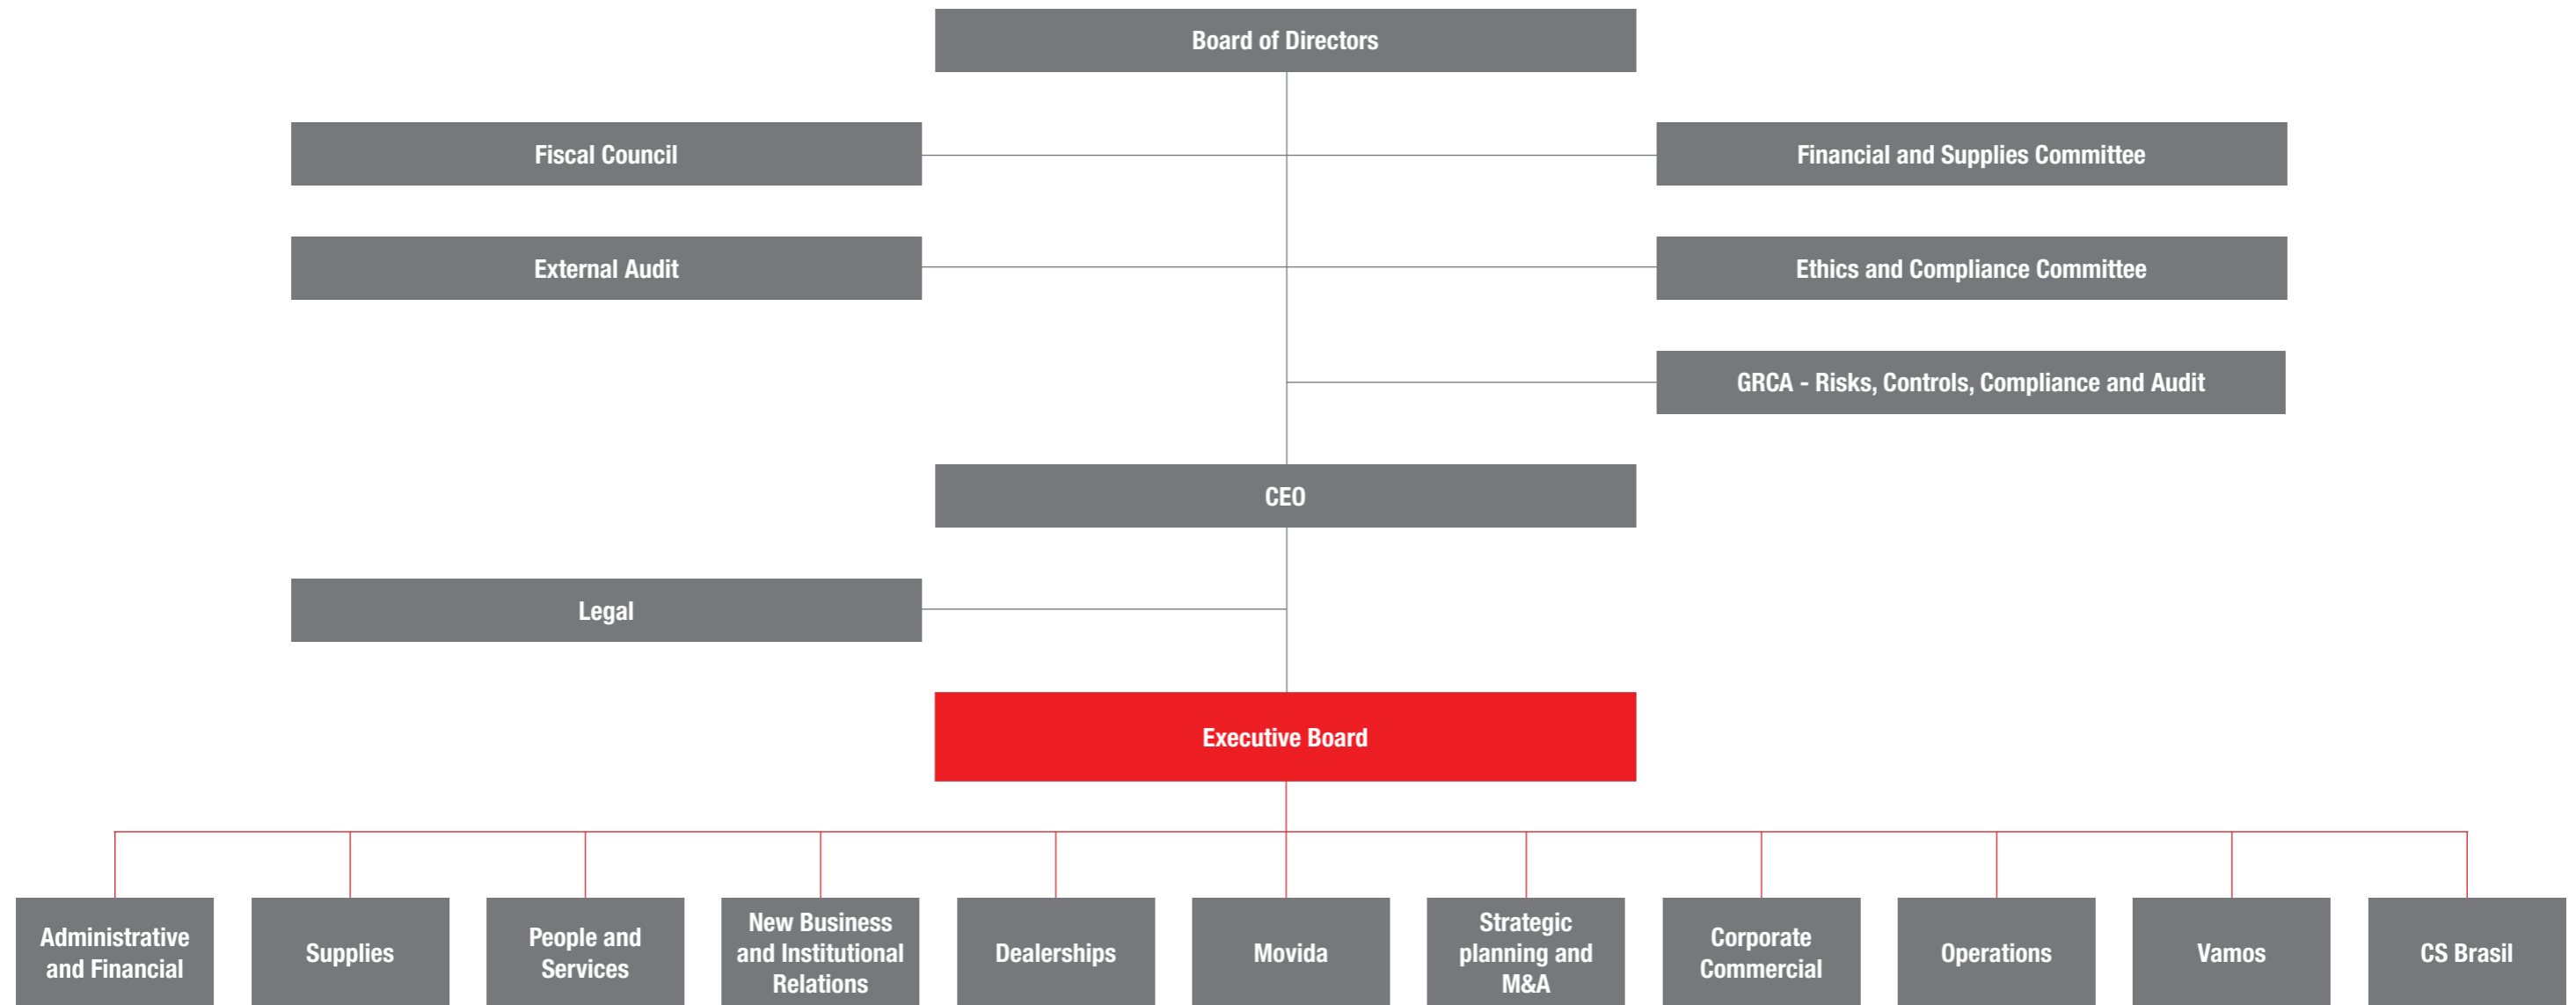 Board of Directors
Fiscal Council
Financial and Supplies Committee
External Audit
Ethics and Compliance Committee
GRCA - Risks, Controls, Compliance and Audit
CEO
Legal
Executive Board
Administrative
and Financial
Supplies
People and
Services
New Business
and Institutional
Relations
Dealerships
Movida
Strategic
planning and
M&A
Corporate
Commercial
Operations
Vamos
CS Brasil